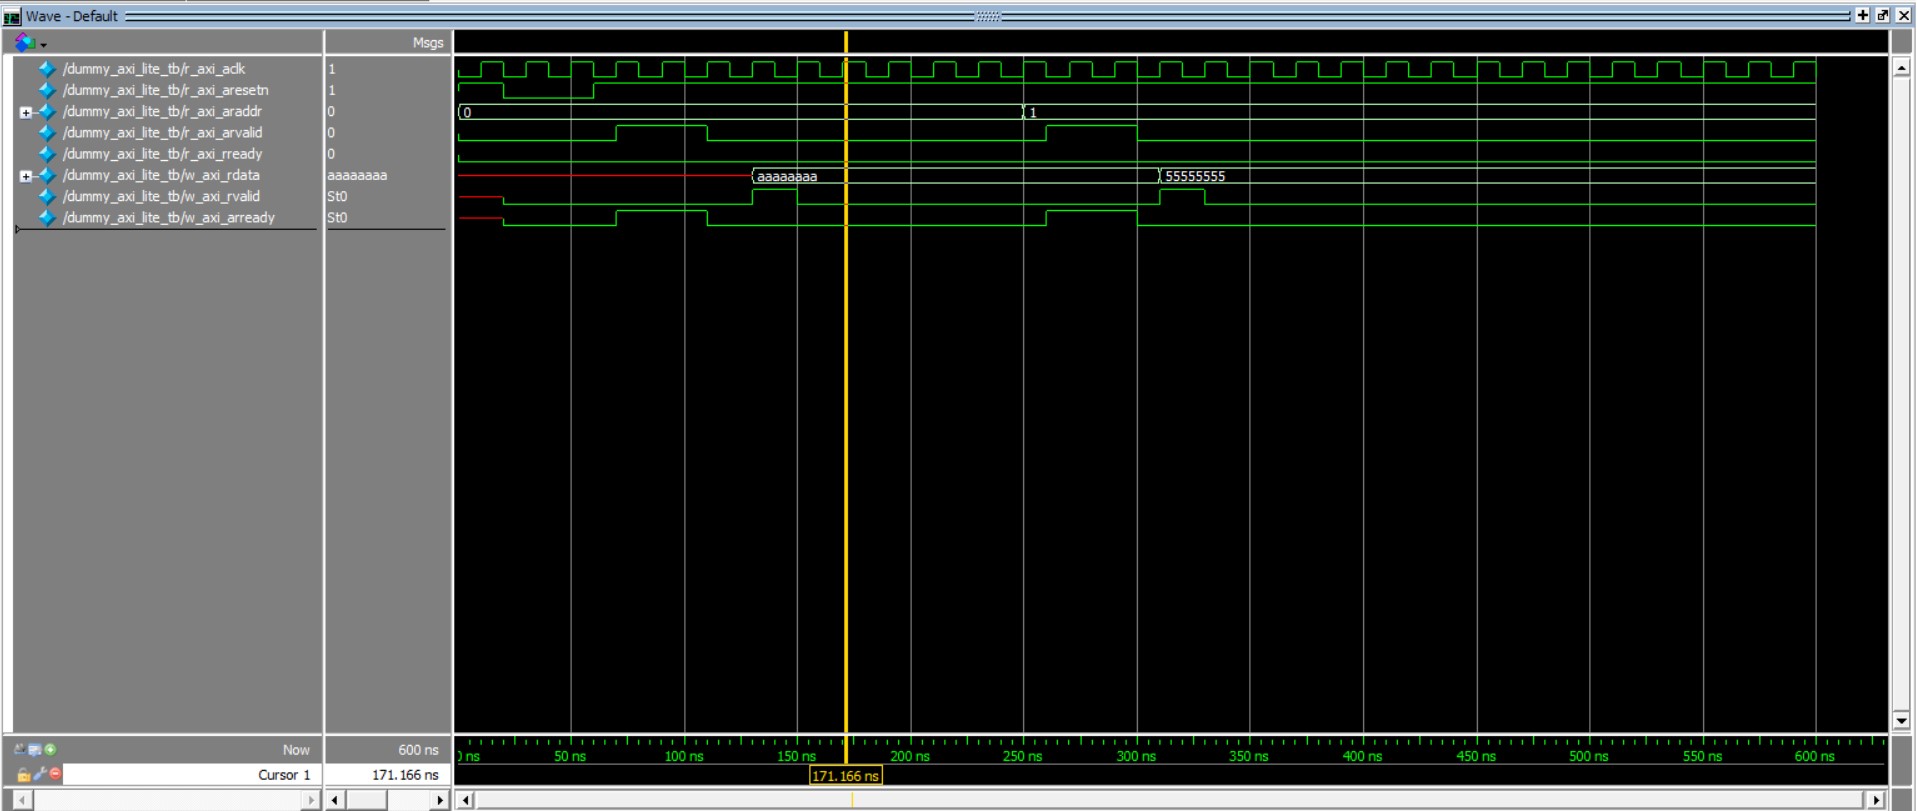 Wave - Default
Msgs
/dummy_axi_lite_tb/r_axi_aclk 1
/dummy_axi_lite_tb/r_axi_aresetn 1
/dummy_axi_lite_tb/r_axi_araddr 0 0 1
/dummy_axi_lite_tb/r_axi_arvalid 0
/dummy_axi_lite_tb/r_axi_rready 0
/dummy_axi_lite_tb/w_axi_rdata aaaaaaaa aaaaaaaa 55555555
/dummy_axi_lite_tb/w_axi_rvalid St0
/dummy_axi_lite_tb/w_axi_arready St0
Now 600 ns 0 ns 50 ns 100 ns 150 ns 200 ns 250 ns 300 ns 350 ns 400 ns 450 ns 500 ns 550 ns 600 ns
Cursor 1 171.166 ns 171.166 ns